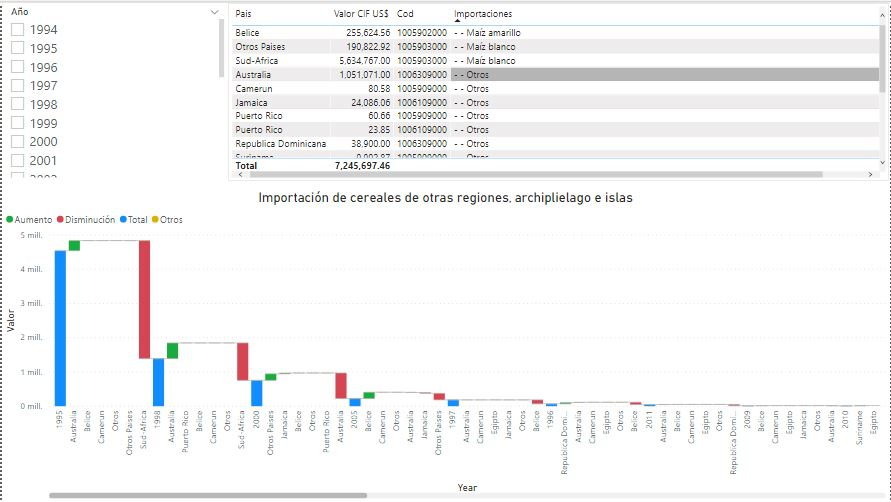 Año
1994
1995
1996
1997
1998
1999
2000
2001
2002
Pais Valor CIF US$ Cod Importaciones
Belice 255,624.56 1005902000 - - Maíz amarillo
Otros Paises 190,822.92 1005903000 - - Maíz blanco
Sud-Africa 5,634,767.00 1005903000 - - Maíz blanco
Australia 1,051,071.00 1006309000 - - Otros
Camerun 80.58 1005909000 - - Otros
Jamaica 24,086.06 1006109000 - - Otros
Puerto Rico 60.66 1005909000 - - Otros
Puerto Rico 23.85 1006109000 - - Otros
Republica Dominicana 38,900.00 1006309000 - - Otros
Suriname 1005909000 - - Otros
Total 7,245,697.46
Importación de cereales de otras regiones, archiplielago e islas
Aumento Disminución Total Otros
Valor
5 mill.
4 mill.
3 mill.
2 mill.
1 mill.
0 mill.
1995
Australia
Belice
Camerun
Otros
Otros Paises
Sud-Africa
1998
Australia
Puerto Rico
Belice
Camerun
Otros
Sud-Africa
2000
Otros Paises
Jamaica
Belice
Otros
Puerto Rico
Australia
2005
Belice
Camerun
Otros
Australia
Jamaica
Otros Paises
1997
Australia
Camerun
Egipto
Jamaica
Otros
Belice
1996
Republica Domi...
Australia
Camerun
Egipto
Otros
Belice
2011
Australia
Belice
Camerun
Egipto
Otros
Republica Domi...
2009
Belice
Camerun
Egipto
Jamaica
Otros
Australia
2010
Suriname
Egipto
Year